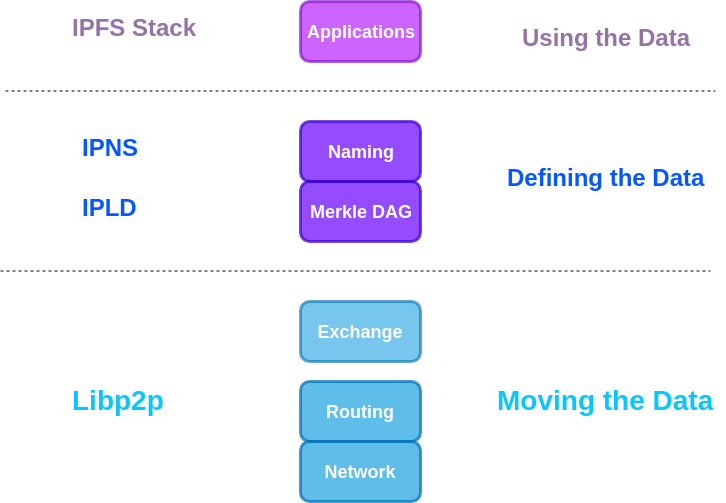 IPFS Stack
Applications
Using the Data
IPNS
Naming
Defining the Data
IPLD
Merkle DAG
Exchange
Libp2p
Routing
Moving the Data
Network